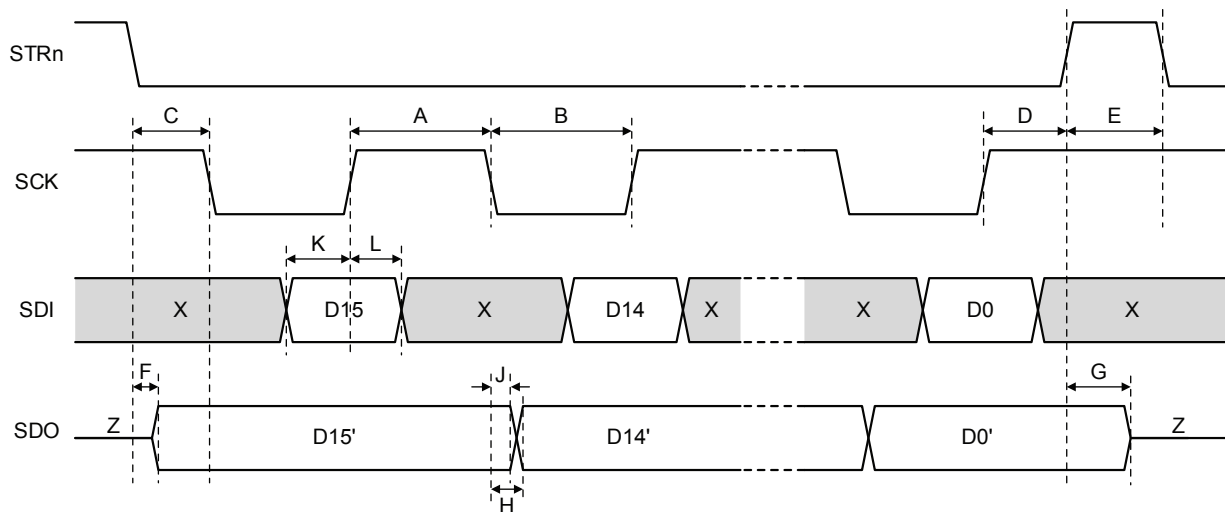 STRn
C A B D E
SCK
K L
SDI X D15 X D14 X X D0 X
F J G
SDO Z D15' D14' D0' Z
H